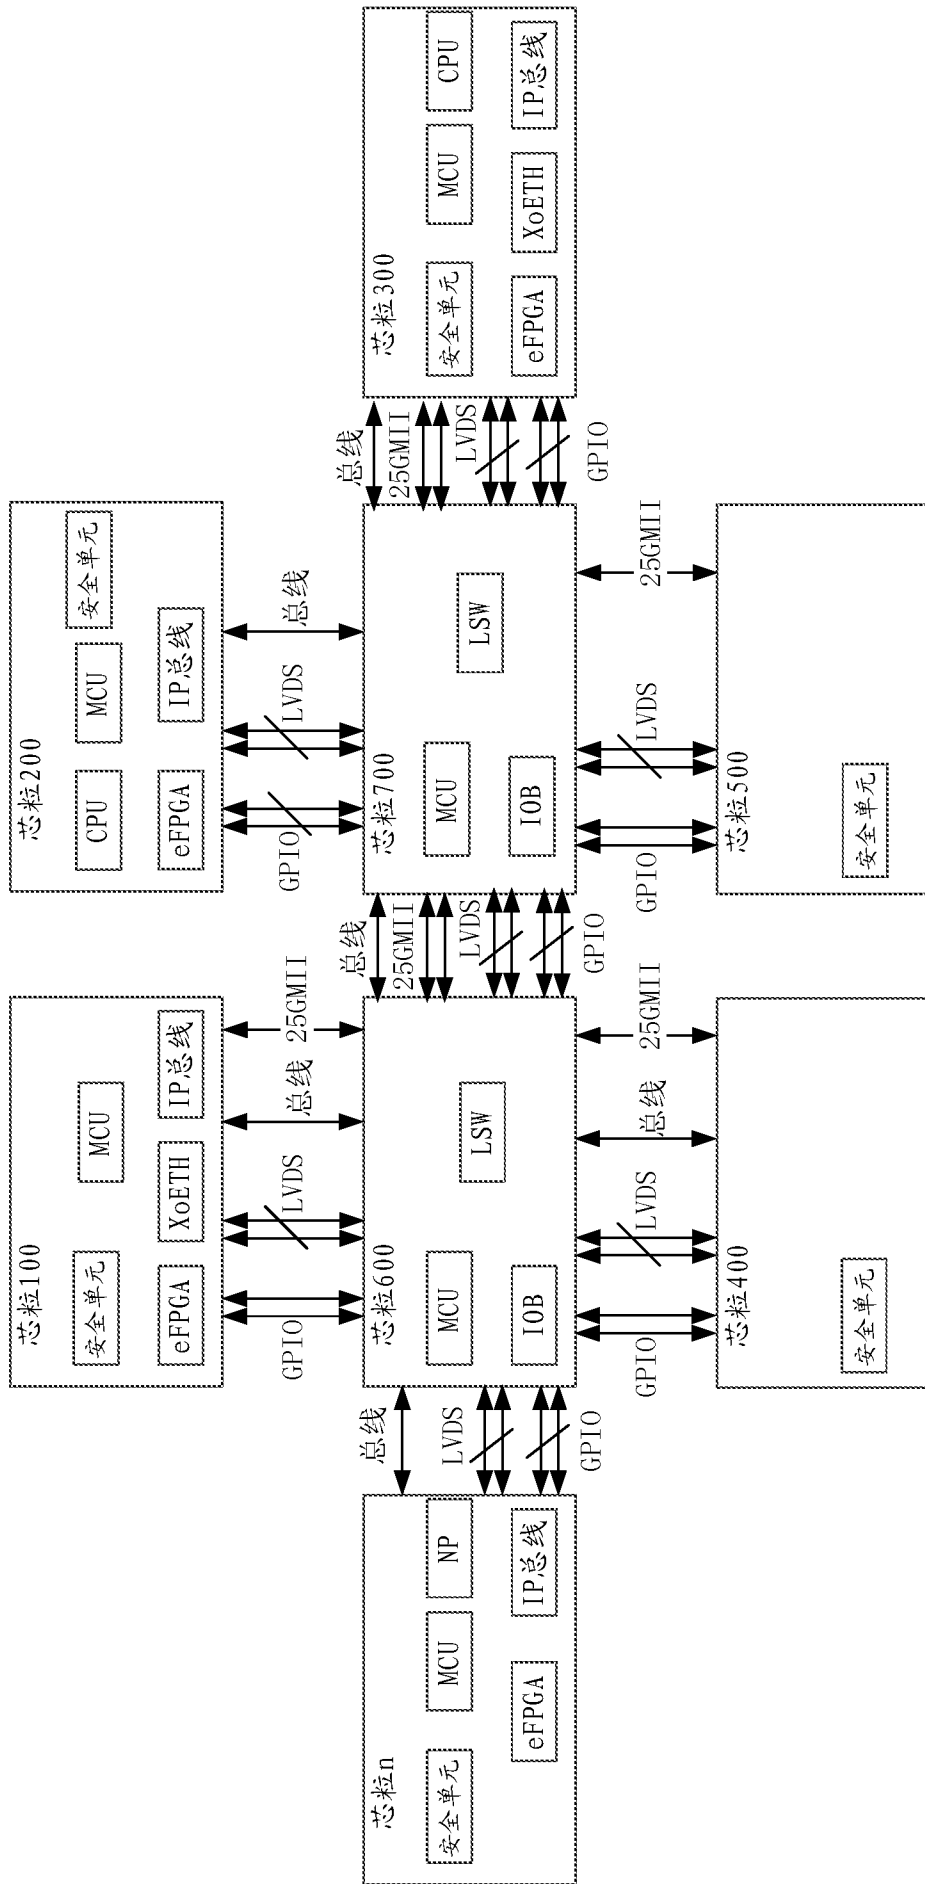 芯粒100
安全单元
MCU
eFPGA
XoETH
IP总线
芯粒200
CPU
MCU
安全单元
eFPGA
IP总线
GPIO
LVDS
总线
25GMII
GPIO
LVDS
总线
芯粒n
安全单元
MCU
NP
eFPGA
IP总线
总线
LVDS
GPIO
芯粒600
MCU
LSW
IOB
总线
25GMII
LVDS
GPIO
芯粒700
MCU
LSW
IOB
总线
25GMII
LVDS
GPIO
芯粒300
安全单元
MCU
CPU
eFPGA
XoETH
IP总线
GPIO
LVDS
总线
25GMII
GPIO
LVDS
25GMII
芯粒400
安全单元
芯粒500
安全单元